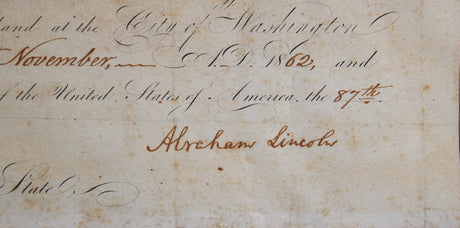 and at the City of Washington
November, A.D. 1862, and
of the United States of America, the 87th.
Abraham Lincoln
State,